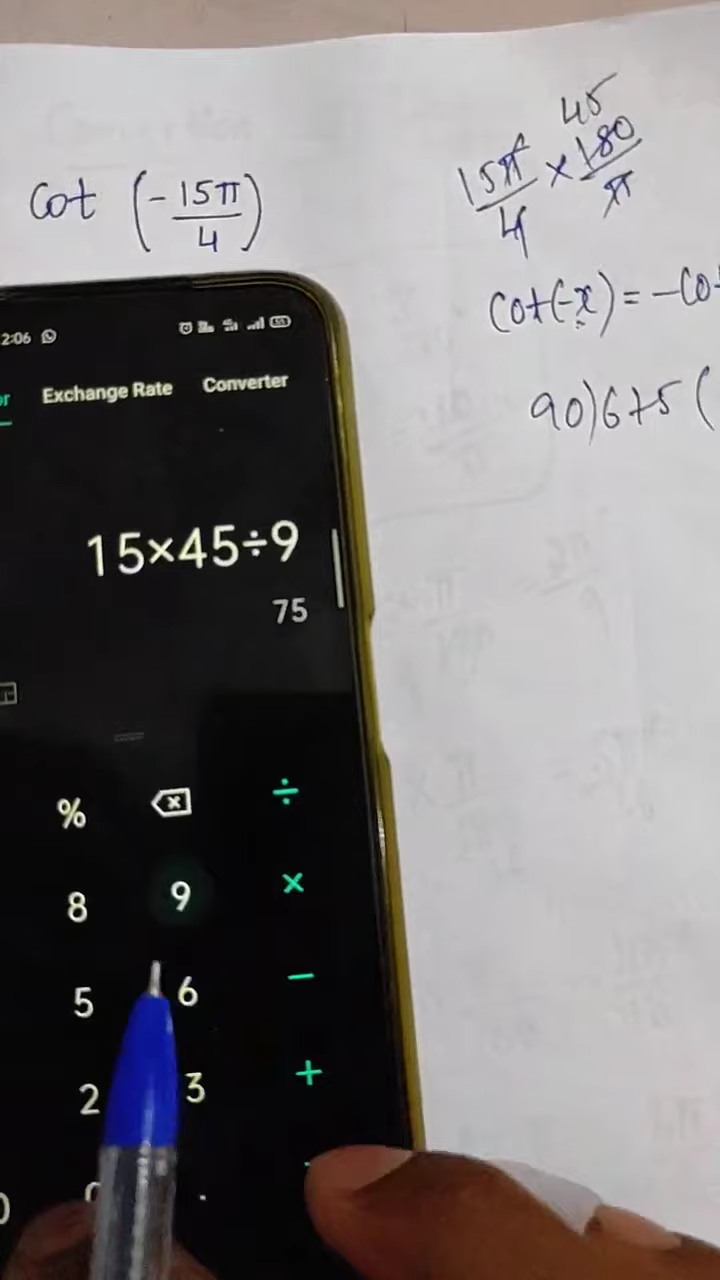 cot (-15π/4)
15π/4 × 180/π
45
cot(-x) = -co
90)675(
2:06
Exchange Rate Converter
15×45÷9
75
%
÷
8 9 ×
5 6 −
2 3 +
.